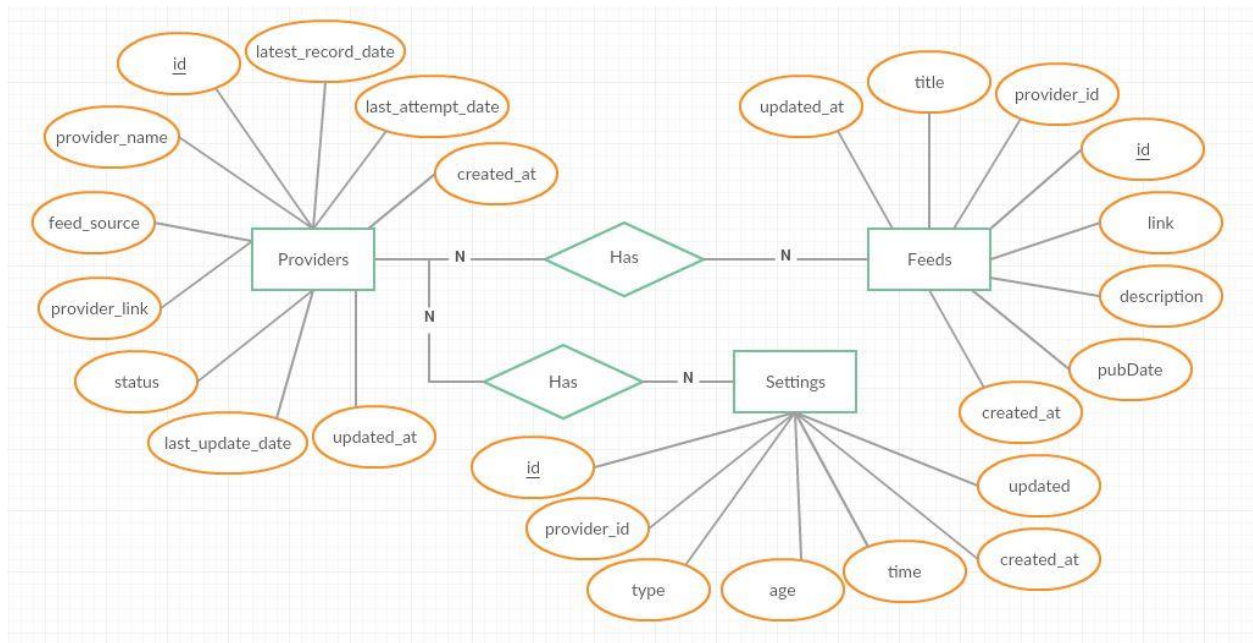 id
latest_record_date
last_attempt_date
provider_name
created_at
feed_source
provider_link
status
last_update_date
updated_at
Providers
N
Has
N
Feeds
updated_at
title
provider_id
id
link
description
pubDate
created_at
N
Has
N
Settings
id
provider_id
type
age
time
created_at
updated